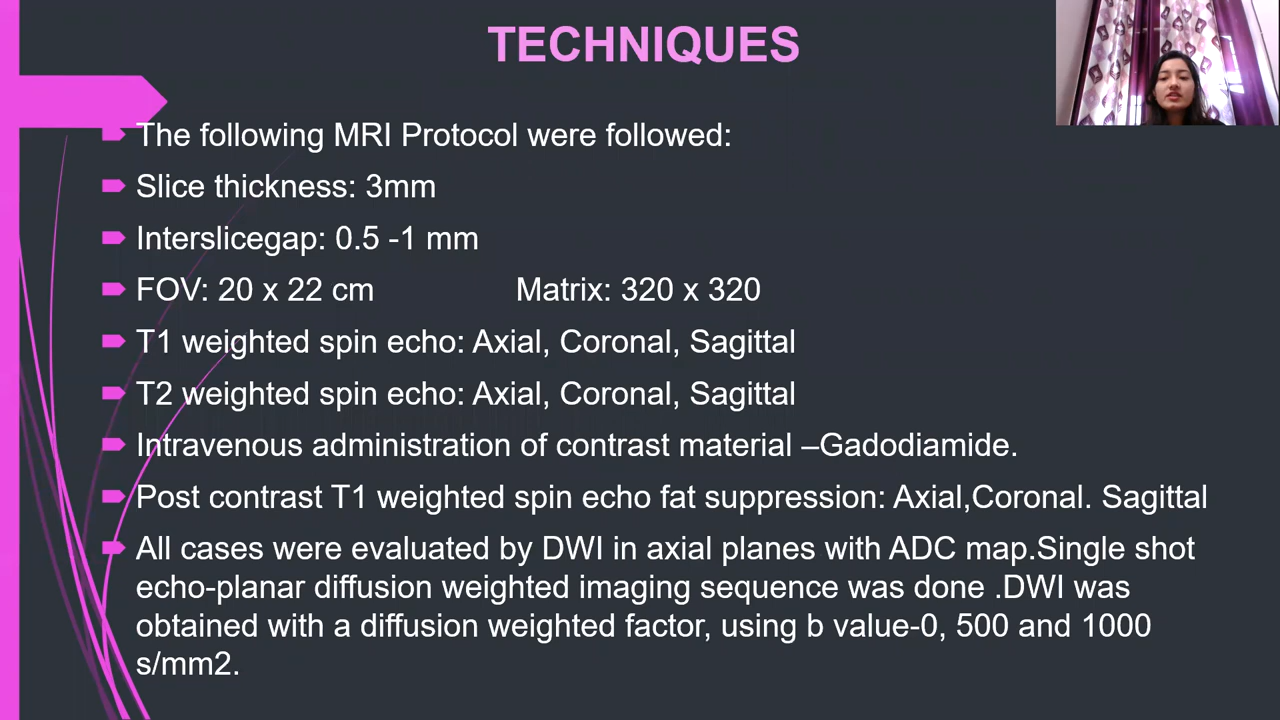 TECHNIQUES
The following MRI Protocol were followed:
Slice thickness: 3mm
Interslicegap: 0.5 -1 mm
FOV: 20 x 22 cm Matrix: 320 x 320
T1 weighted spin echo: Axial, Coronal, Sagittal
T2 weighted spin echo: Axial, Coronal, Sagittal
Intravenous administration of contrast material –Gadodiamide.
Post contrast T1 weighted spin echo fat suppression: Axial,Coronal. Sagittal
All cases were evaluated by DWI in axial planes with ADC map.Single shot
echo-planar diffusion weighted imaging sequence was done .DWI was
obtained with a diffusion weighted factor, using b value-0, 500 and 1000
s/mm2.